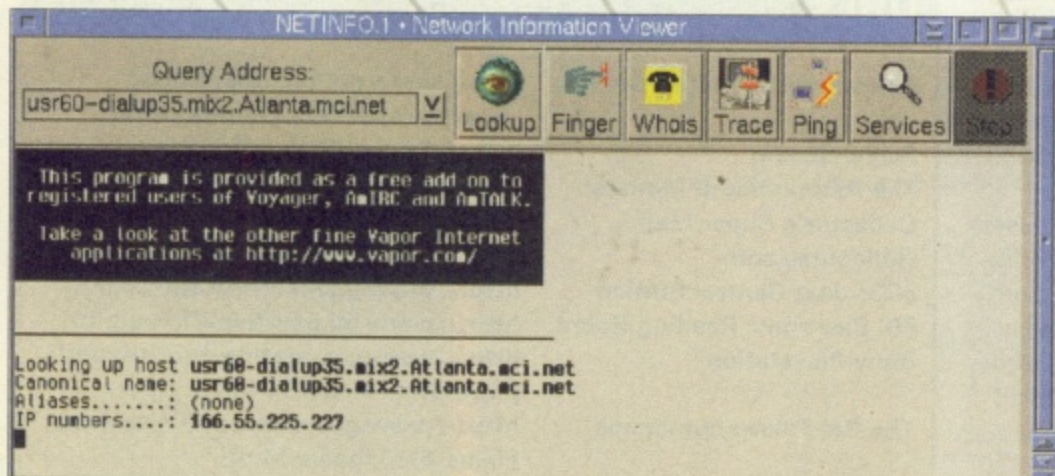 NETINFO.1 • Network Information Viewer
Query Address:
usr60-dialup35.mix2.Atlanta.mci.net
Lookup
Finger
Whois
Trace
Ping
Services
Stop
This program is provided as a free add on to
registered users of Voyager, AmIRC and AmTALK.
Take a look at the other fine Vapor Internet
applications at http://www.vapor.com/
Looking up host usr60-dialup35.mix2.Atlanta.mci.net
Canonical name: usr60-dialup35.mix2.Atlanta.mci.net
Aliases.......: (none)
IP numbers....: 166.55.225.227